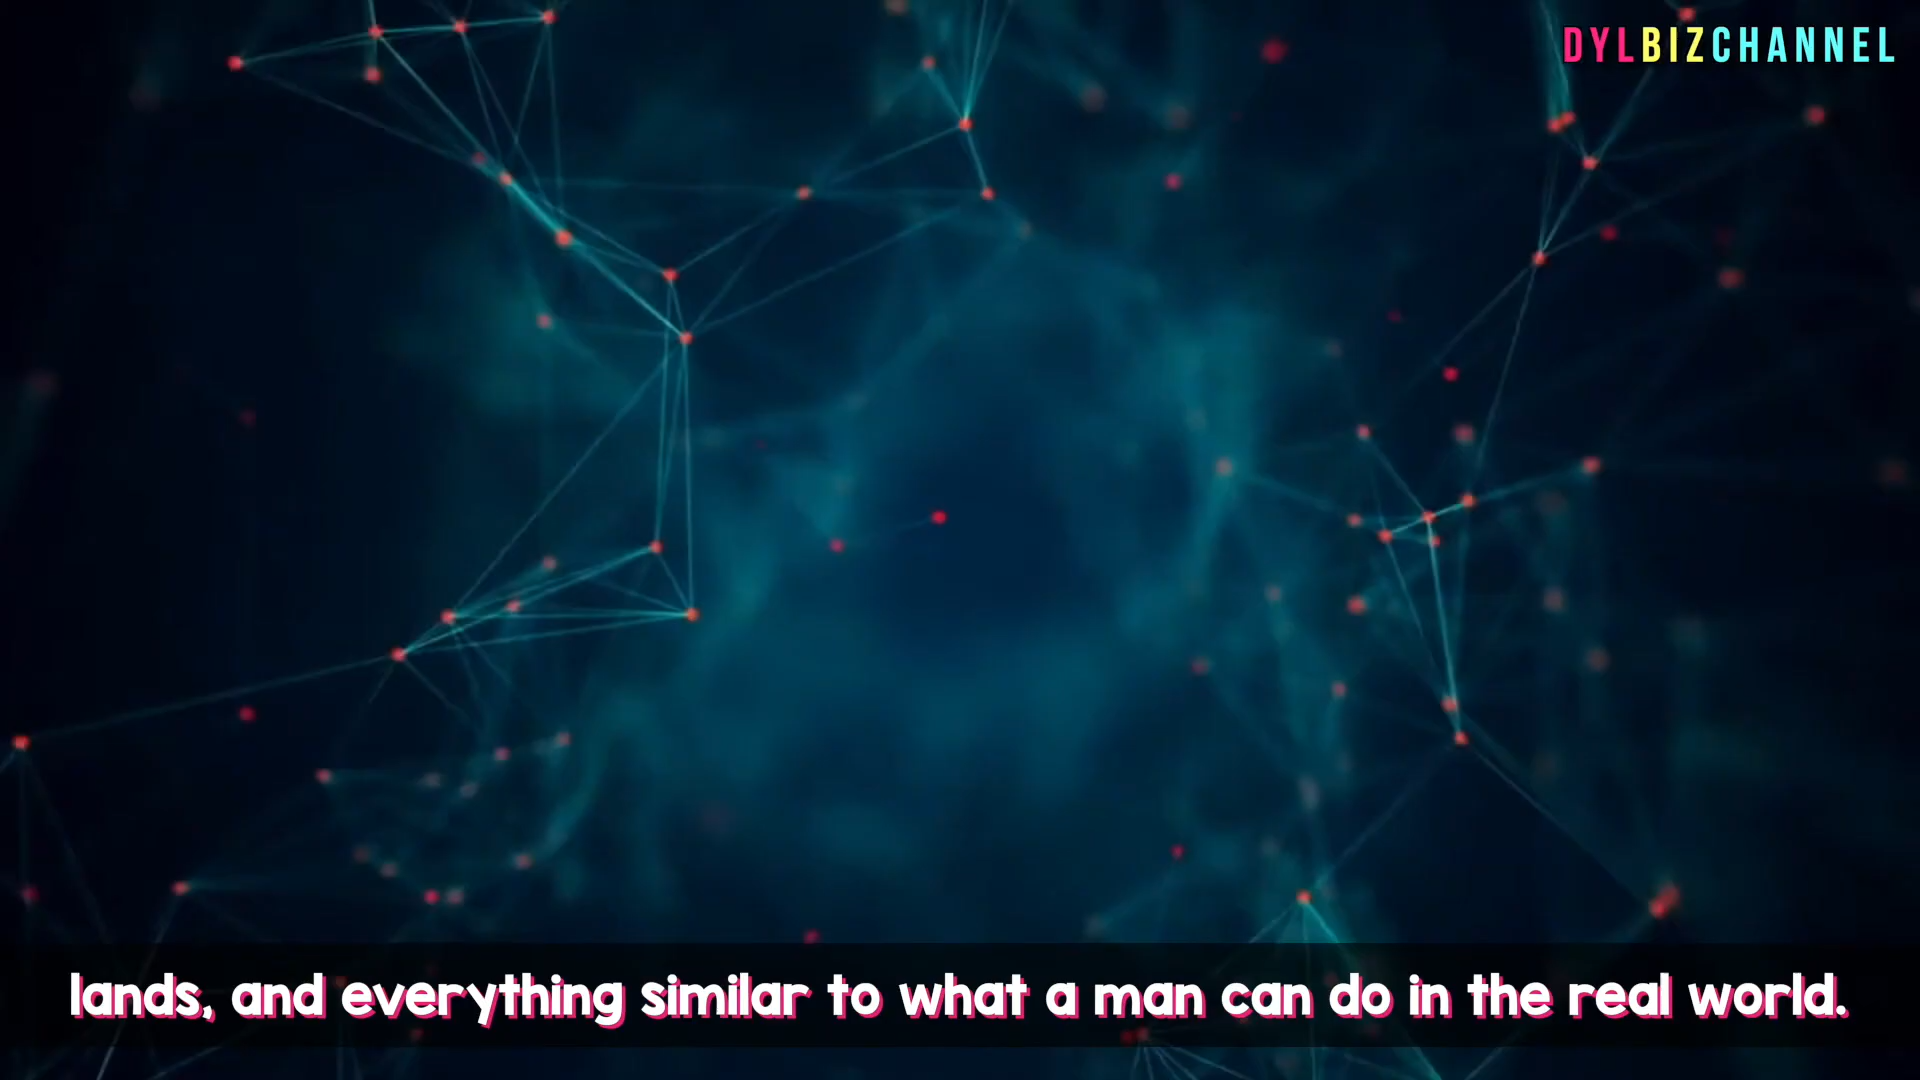 DYLBIZCHANNEL
lands, and everything similar to what a man can do in the real world.